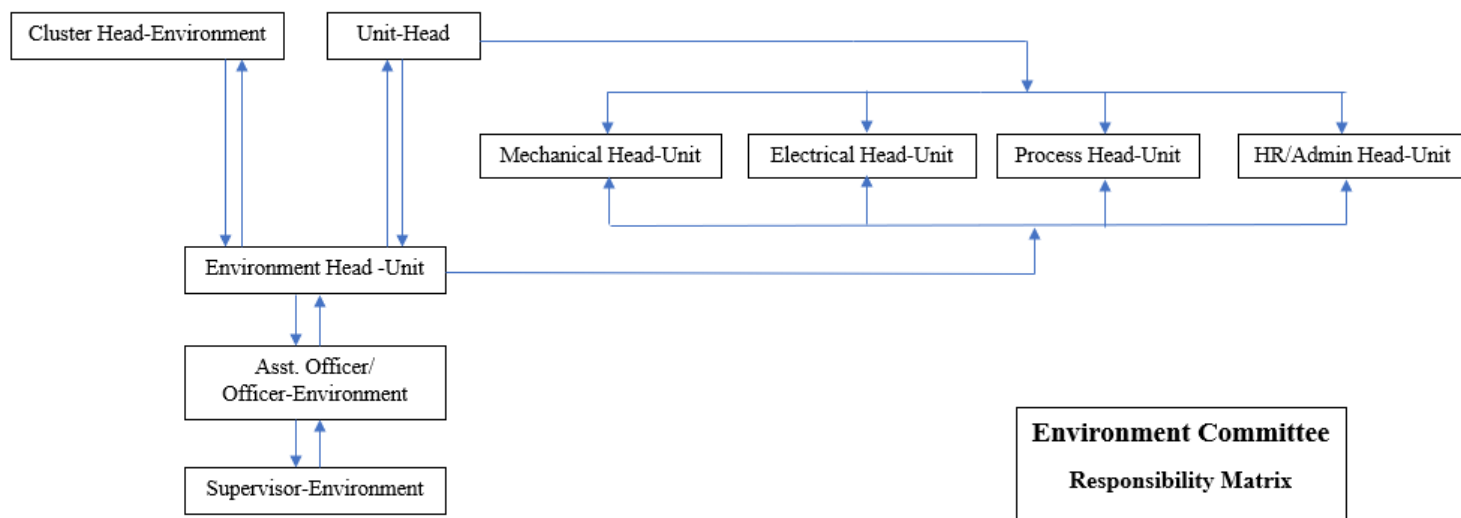 Cluster Head-Environment
Unit-Head
Mechanical Head-Unit
Electrical Head-Unit
Process Head-Unit
HR/Admin Head-Unit
Environment Head -Unit
Asst. Officer/
Officer-Environment
Supervisor-Environment
Environment Committee
Responsibility Matrix